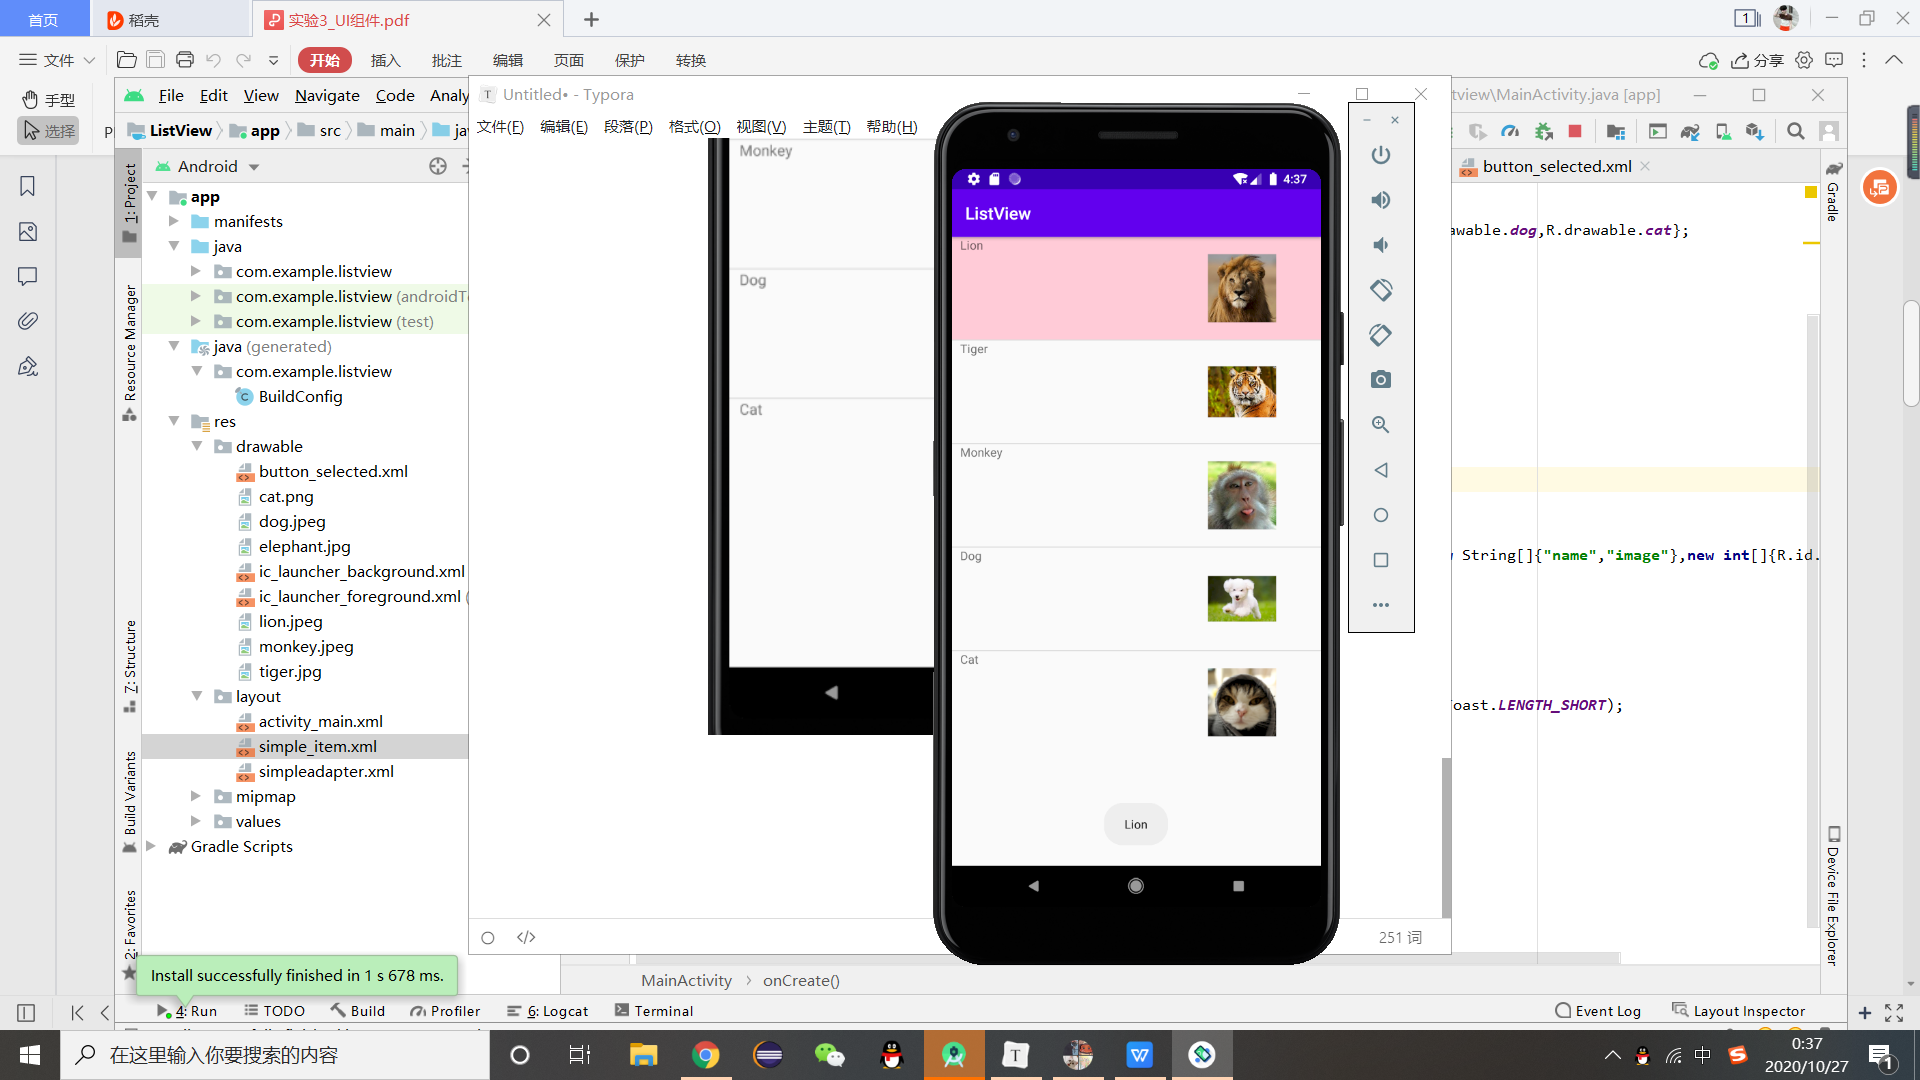 首页
稻壳
实验3_UI组件.pdf
1
文件
开始
插入
批注
编辑
页面
保护
转换
分享
手型
选择
File Edit View Navigate Code Analy
Untitled• - Typora
tview\MainActivity.java [app]
文件(F) 编辑(E) 段落(P) 格式(O) 视图(V) 主题(T) 帮助(H)
ListView app src main
Android
button_selected.xml
1: Project
Resource Manager
7: Structure
Build Variants
2: Favorites
Gradle
Device File Explorer
app
manifests
java
com.example.listview
com.example.listview (androidT
com.example.listview (test)
java (generated)
com.example.listview
BuildConfig
res
drawable
button_selected.xml
cat.png
dog.jpeg
elephant.jpg
ic_launcher_background.xml
ic_launcher_foreground.xml (
lion.jpeg
monkey.jpeg
tiger.jpg
layout
activity_main.xml
simple_item.xml
simpleadapter.xml
mipmap
values
Gradle Scripts
Monkey
Dog
Cat
4:37
ListView
Lion
Tiger
Monkey
Dog
Cat
Lion
awable.dog,R.drawable.cat};
String[]{"name","image"},new int[]{R.id.
oast.LENGTH_SHORT);
251 词
Install successfully finished in 1 s 678 ms.
MainActivity onCreate()
4: Run TODO Build Profiler 6: Logcat Terminal
Event Log Layout Inspector
在这里输入你要搜索的内容
中
0:37
2020/10/27
1